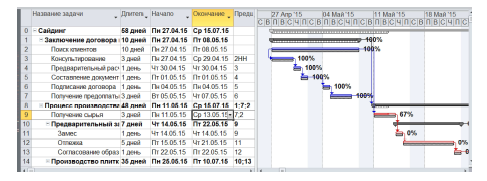 Название задачи Длителн Начало Окончание Предш 27 Апр '15 04 Май '15 11 Май '15 18 Май '15
С В П В С Ч П С В П В С Ч П С В П В С Ч П С В П В С Ч П С В
0 Сайдинг 58 дней Пн 27.04.15 Ср 15.07.15
1 Заключение договора 10 дней Пн 27.04.15 Пт 08.05.15 100%
2 Поиск клиентов 10 дней Пн 27.04.15 Пт 08.05.15
3 Консультирование 3 дней Пн 27.04.15 Ср 29.04.15 2НН 100%
4 Предварительный рас 1 день Чт 30.04.15 Чт 30.04.15 3 100%
5 Составление документ 1 день Пт 01.05.15 Пт 01.05.15 4 100%
6 Подписание договора 1 день Пн 04.05.15 Пн 04.05.15 5 100%
7 Получение предоплаты 3 дней Вт 05.05.15 Чт 07.05.15 6 100%
8 Процесс производства 48 дней Пн 11.05.15 Ср 15.07.15 1;7;2
9 Получение сырья 3 дней Пн 11.05.15 Ср 13.05.15 7;2 67%
10 Предварительный з 7 дней Чт 14.05.15 Пт 22.05.15 9
11 Замес 1 день Чт 14.05.15 Чт 14.05.15 9 0%
12 Отлежка 5 дней Пт 15.05.15 Чт 21.05.15 11 0%
13 Согласование образ 1 день Пт 22.05.15 Пт 22.05.15 12
14 Производство плитк 35 дней Пн 25.05.15 Пт 10.07.15 10;13